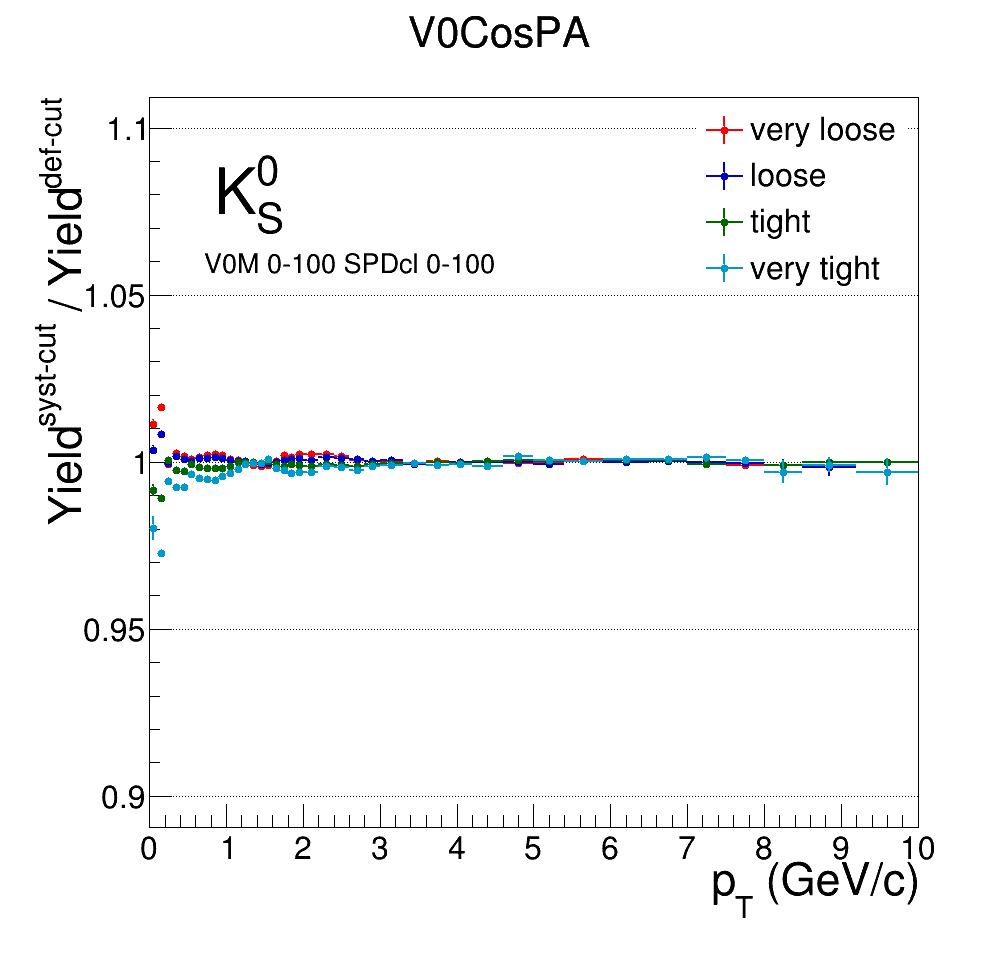 V0CosPA
Yield^syst-cut / Yield^def-cut
1.1
1.05
1
0.95
0.9
K⁰_S
V0M 0-100 SPDcl 0-100
very loose
loose
tight
very tight
0 1 2 3 4 5 6 7 8 9 10
p_T (GeV/c)